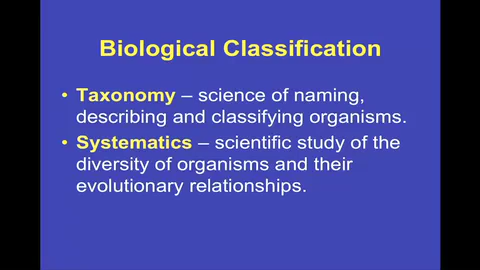 Biological Classification
• Taxonomy – science of naming,
describing and classifying organisms.
• Systematics – scientific study of the
diversity of organisms and their
evolutionary relationships.